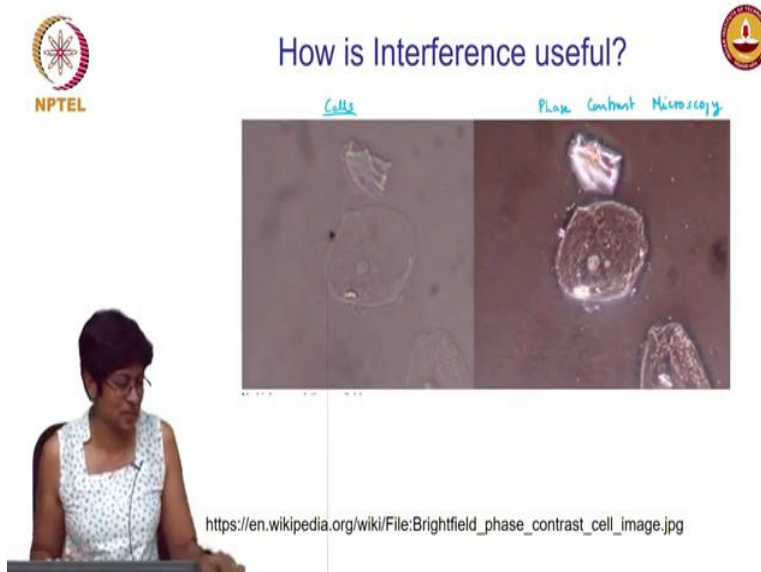 How is Interference useful?
NPTEL
Cells
Phase Contrast Microscopy
https://en.wikipedia.org/wiki/File:Brightfield_phase_contrast_cell_image.jpg